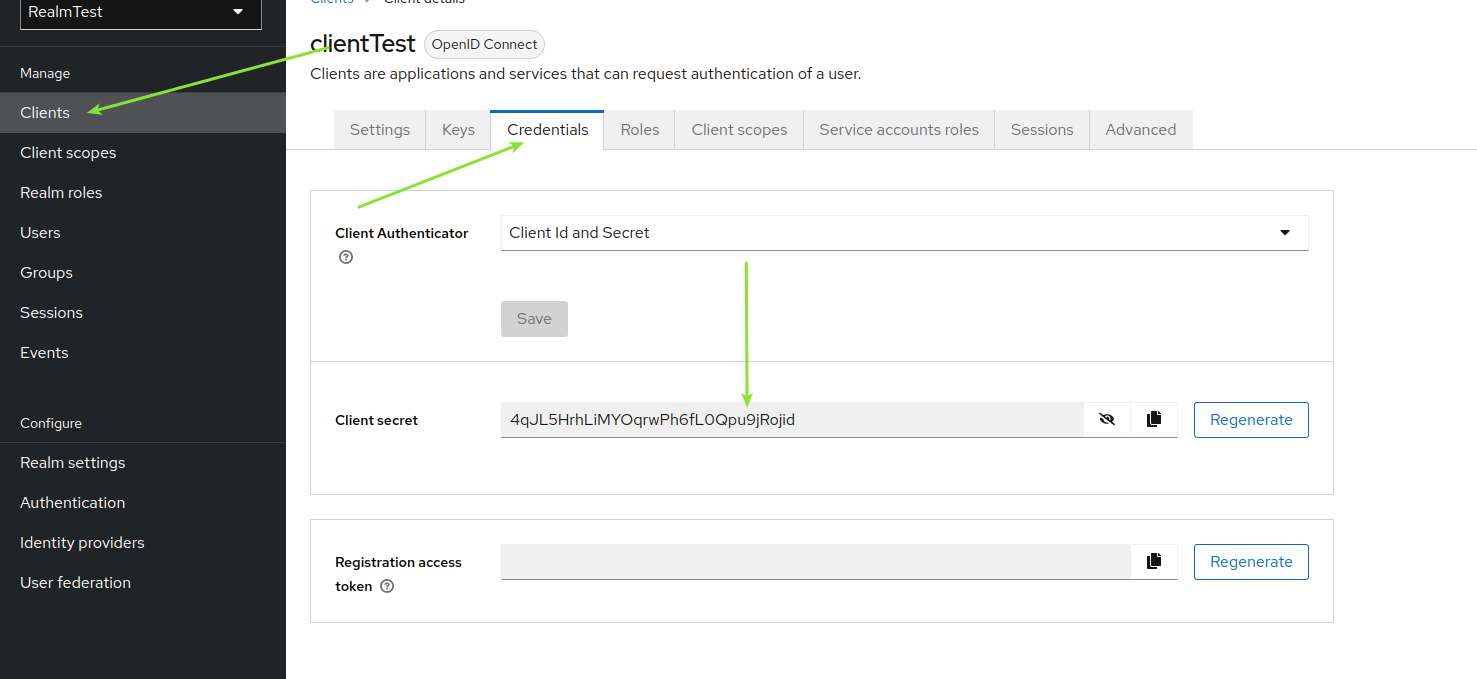 RealmTest
Manage
Clients
Client scopes
Realm roles
Users
Groups
Sessions
Events
Configure
Realm settings
Authentication
Identity providers
User federation
Clients > Client details
clientTest OpenID Connect
Clients are applications and services that can request authentication of a user.
Settings Keys Credentials Roles Client scopes Service accounts roles Sessions Advanced
Client Authenticator Client Id and Secret
Save
Client secret 4qJL5HrhLiMYOqrwPh6fL0Qpu9jRojid Regenerate
Registration access
token Regenerate